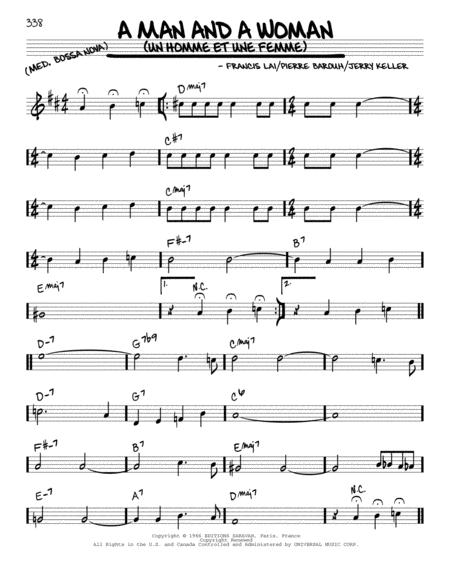 338
A MAN AND A WOMAN
(UN HOMME ET UNE FEMME)
(MED. BOSSA NOVA)
- FRANCIS LAI/PIERRE BAROUH/JERRY KELLER
Dmaj7
C#7
Cmaj7
F#-7 B7
Emaj7 1. N.C. 2.
D-7 G7b9 Cmaj7
D-7 G7 C6
F#-7 B7 Emaj7
E-7 A7 Dmaj7 N.C.
Copyright © 1966 EDITIONS SARAVAH, Paris, France
Copyright Renewed
All Rights in the U.S. and Canada Controlled and Administered by UNIVERSAL MUSIC CORP.